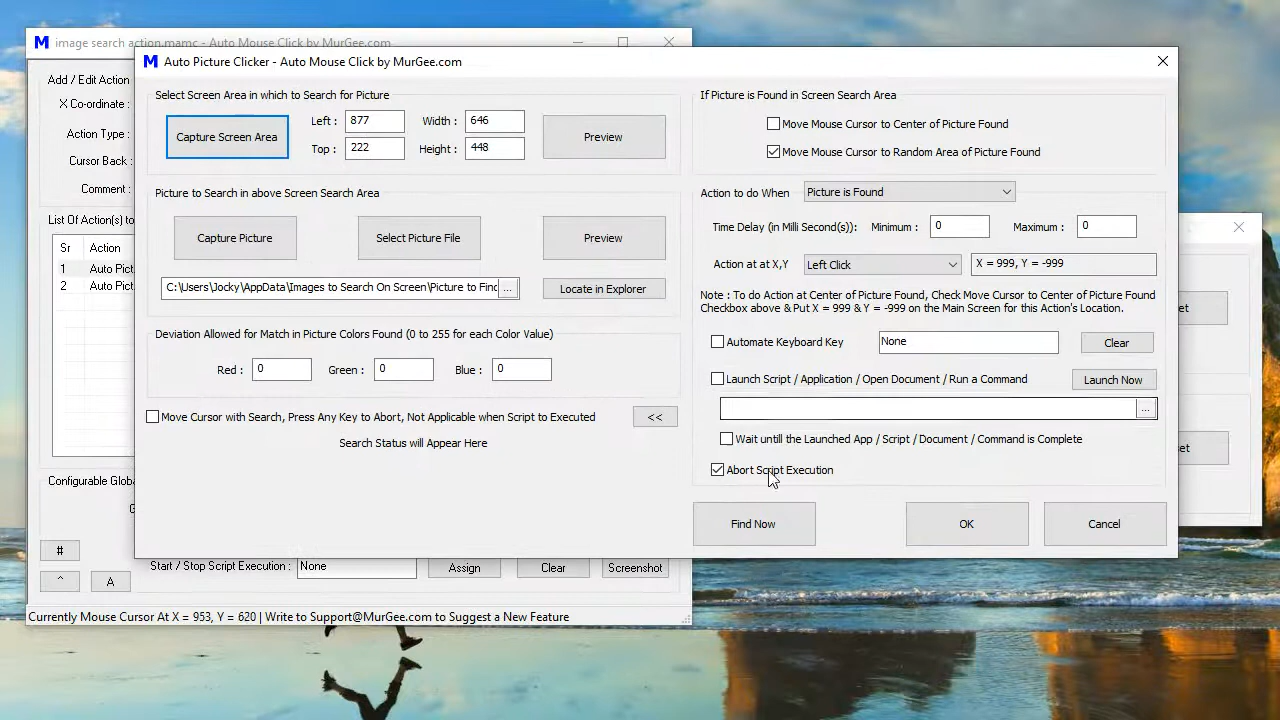 M image search action.mamc - Auto Mouse Click by MurGee.com
Add / Edit Action
X Co-ordinate :
Action Type :
Cursor Back :
Comment :
List Of Action(s) to
Sr Action
1 Auto Pict
2 Auto Pict
Configurable Globa
G
#
^ A
Start / Stop Script Execution : None Assign Clear Screenshot
Currently Mouse Cursor At X = 953, Y = 620 | Write to Support@MurGee.com to Suggest a New Feature
M Auto Picture Clicker - Auto Mouse Click by MurGee.com
Select Screen Area in which to Search for Picture
Capture Screen Area
Left : 877 Width : 646
Top : 222 Height : 448
Preview
Picture to Search in above Screen Search Area
Capture Picture Select Picture File Preview
C:\Users\Jocky\AppData\Images to Search On Screen\Picture to Find ... Locate in Explorer
Deviation Allowed for Match in Picture Colors Found (0 to 255 for each Color Value)
Red : 0 Green : 0 Blue : 0
Move Cursor with Search, Press Any Key to Abort, Not Applicable when Script to Executed <<
Search Status will Appear Here
If Picture is Found in Screen Search Area
Move Mouse Cursor to Center of Picture Found
Move Mouse Cursor to Random Area of Picture Found
Action to do When Picture is Found
Time Delay (in Milli Second(s)): Minimum : 0 Maximum : 0
Action at at X,Y Left Click X = 999, Y = -999
Note : To do Action at Center of Picture Found, Check Move Cursor to Center of Picture Found
Checkbox above & Put X = 999 & Y = -999 on the Main Screen for this Action's Location.
Automate Keyboard Key None Clear
Launch Script / Application / Open Document / Run a Command Launch Now
...
Wait untill the Launched App / Script / Document / Command is Complete
Abort Script Execution
Find Now OK Cancel
et
et